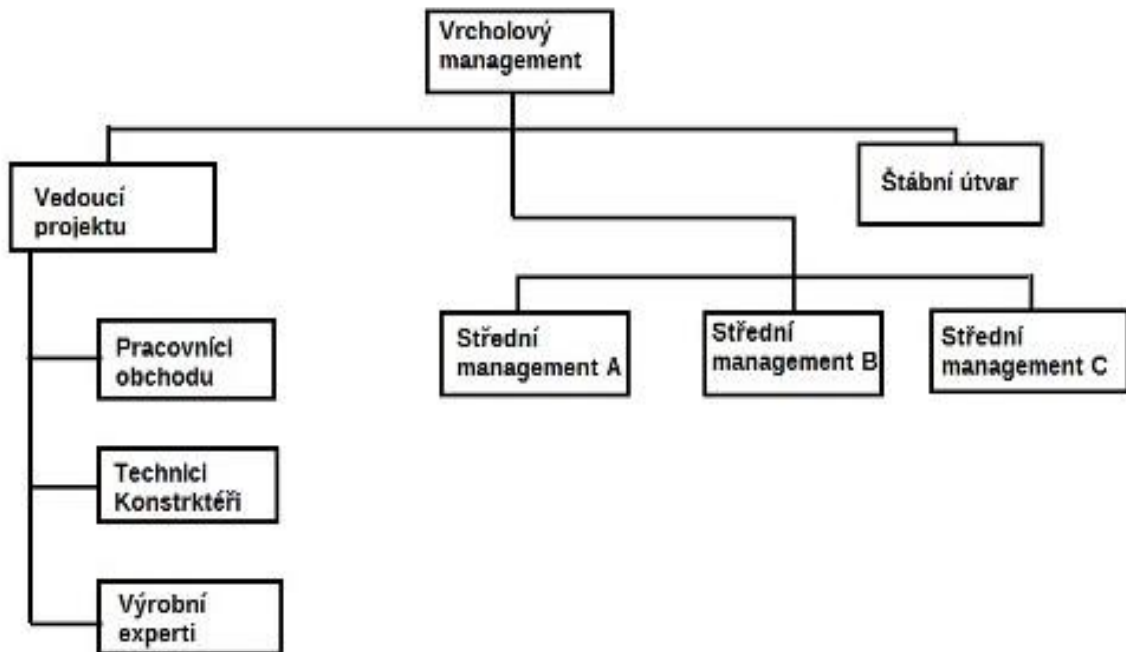 Vrcholový
management
Vedoucí
projektu
Štábní útvar
Pracovníci
obchodu
Střední
management A
Střední
management B
Střední
management C
Technici
Konstrktéři
Výrobní
experti